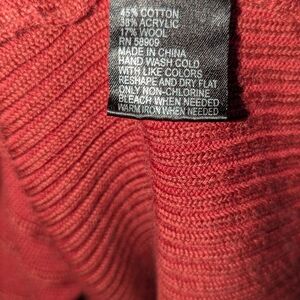 45% COTTON
38% ACRYLIC
17% WOOL
RN 58909
MADE IN CHINA
HAND WASH COLD
WITH LIKE COLORS
RESHAPE AND DRY FLAT
ONLY NON-CHLORINE
BLEACH WHEN NEEDED
WARM IRON WHEN NEEDED